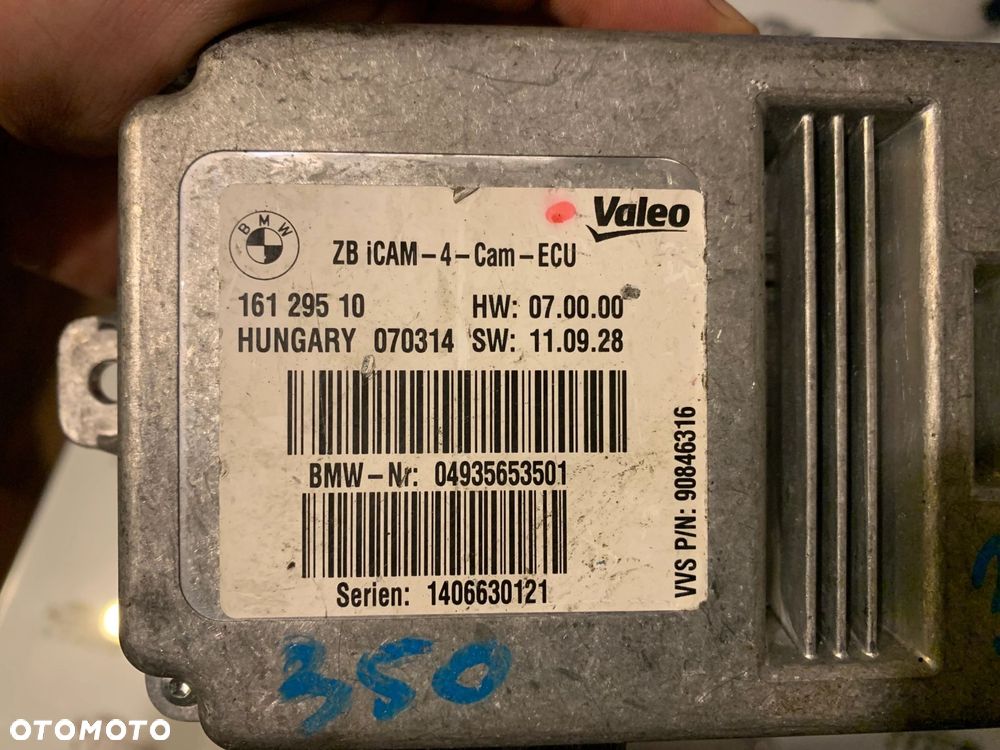 BMW
Valeo
ZB iCAM-4-Cam-ECU
161 295 10 HW: 07.00.00
HUNGARY 070314 SW: 11.09.28
BMW-Nr: 04935653501
Serien: 1406630121
VVS P/N: 90846316
350
OTOMOTO